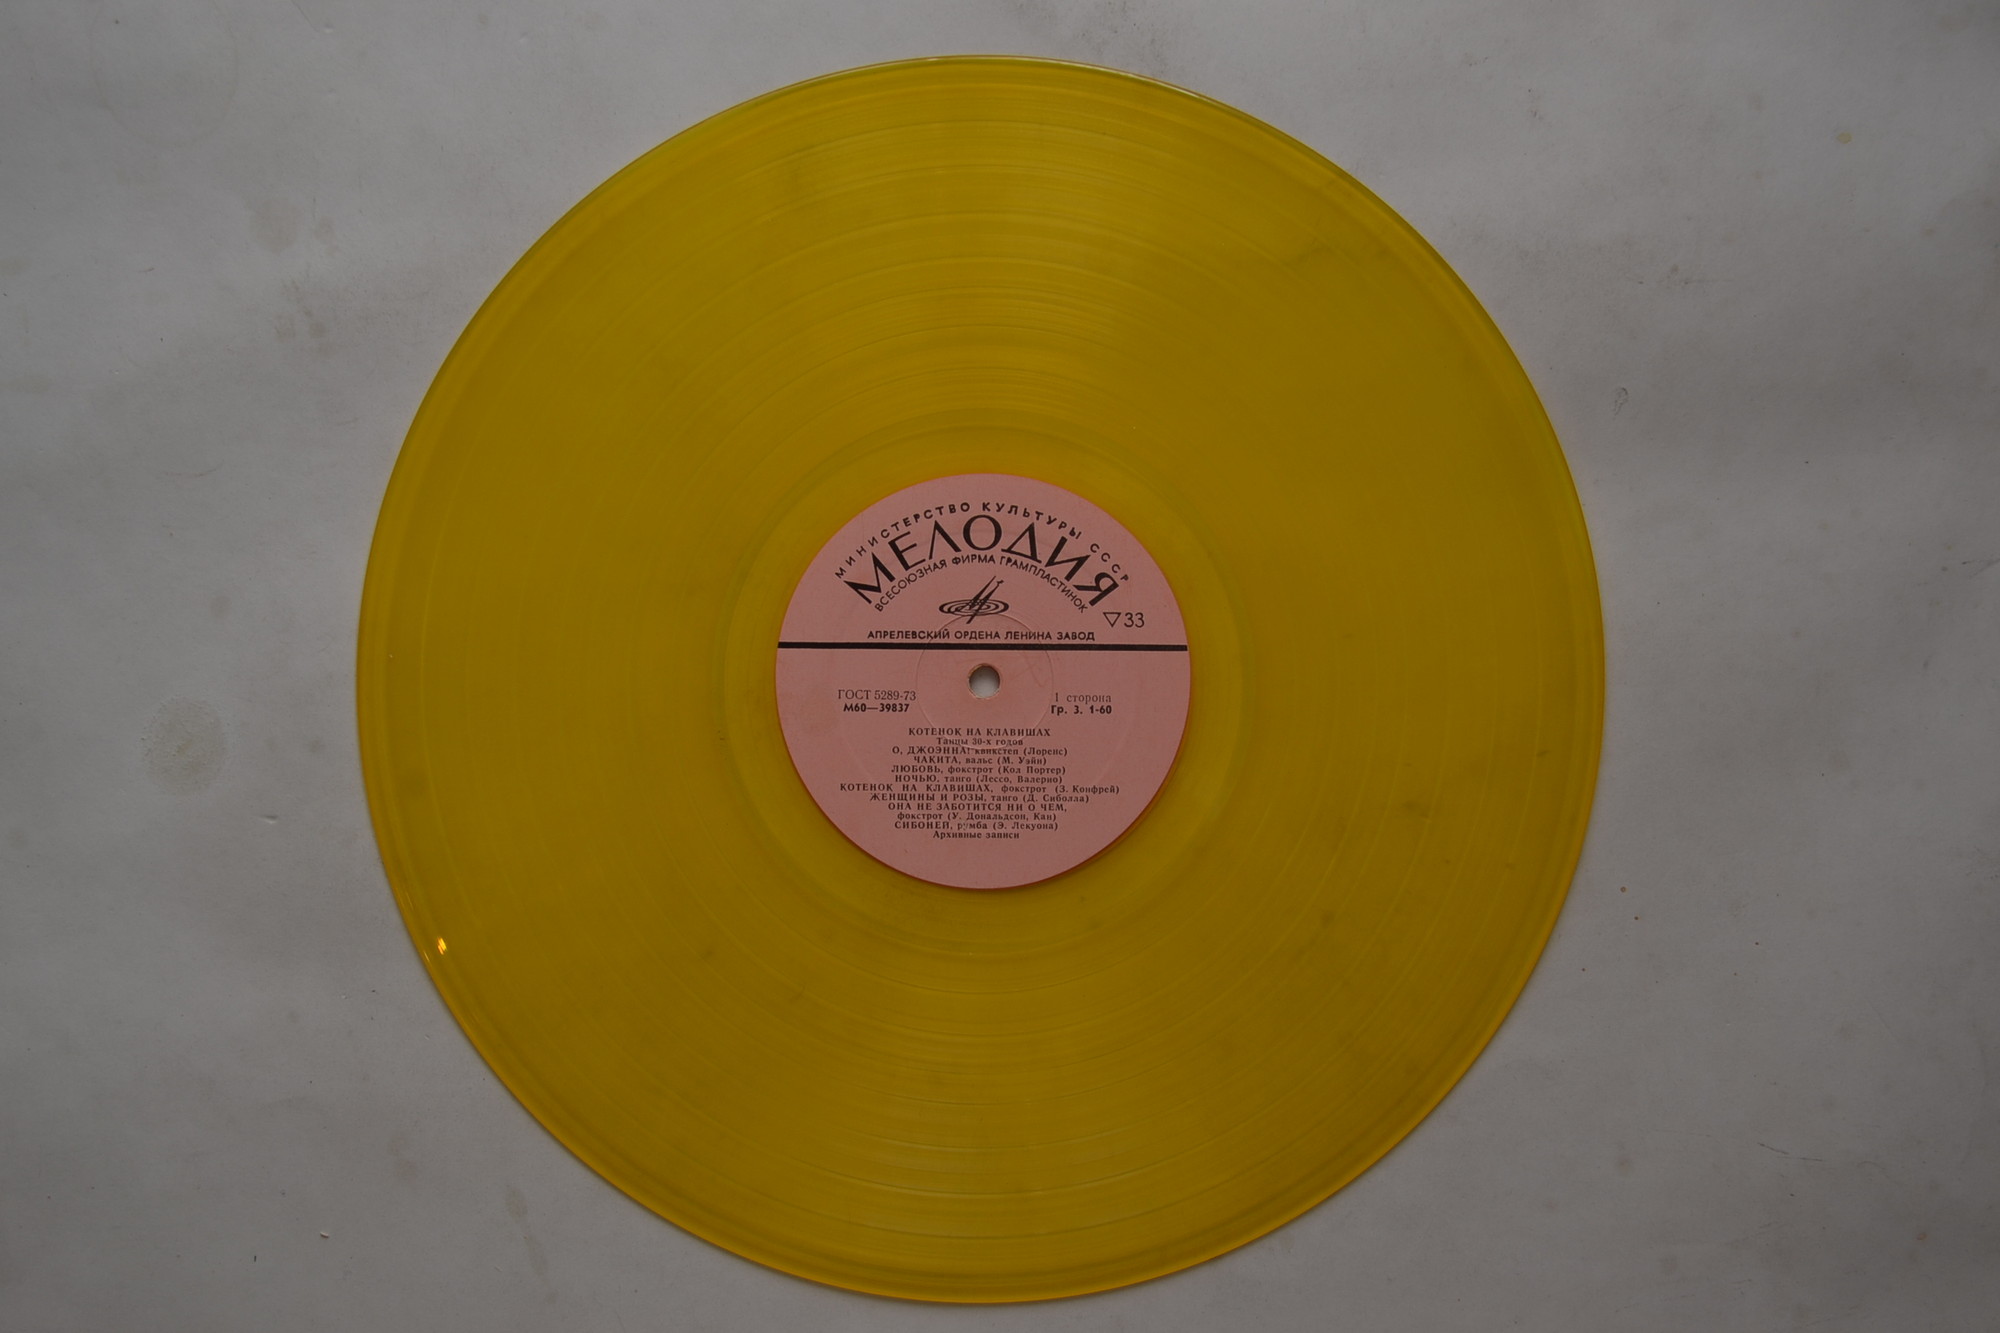 МИНИСТЕРСТВО КУЛЬТУРЫ СССР
МЕЛОДИЯ
ВСЕСОЮЗНАЯ ФИРМА ГРАМПЛАСТИНОК
33
АПРЕЛЕВСКИЙ ОРДЕНА ЛЕНИНА ЗАВОД
ГОСТ 5289-73
М60—39837
1 сторона
Гр. 3. 1-60
КОТЕНОК НА КЛАВИШАХ
Танцы 30-х годов
О, ДЖОЭННА! квикстеп (Лоренс)
ЧАКИТА, вальс (М. Уэйн)
ЛЮБОВЬ, фокстрот (Кол Портер)
НОЧЬЮ, танго (Лессо, Валерио)
КОТЕНОК НА КЛАВИШАХ, фокстрот (З. Конфрей)
ЖЕНЩИНЫ И РОЗЫ, танго (Д. Сиболла)
ОНА НЕ ЗАБОТИТСЯ НИ О ЧЕМ,
фокстрот (У. Дональдсон, Кан)
СИБОНЕЙ, румба (Э. Лекуона)
Архивные записи